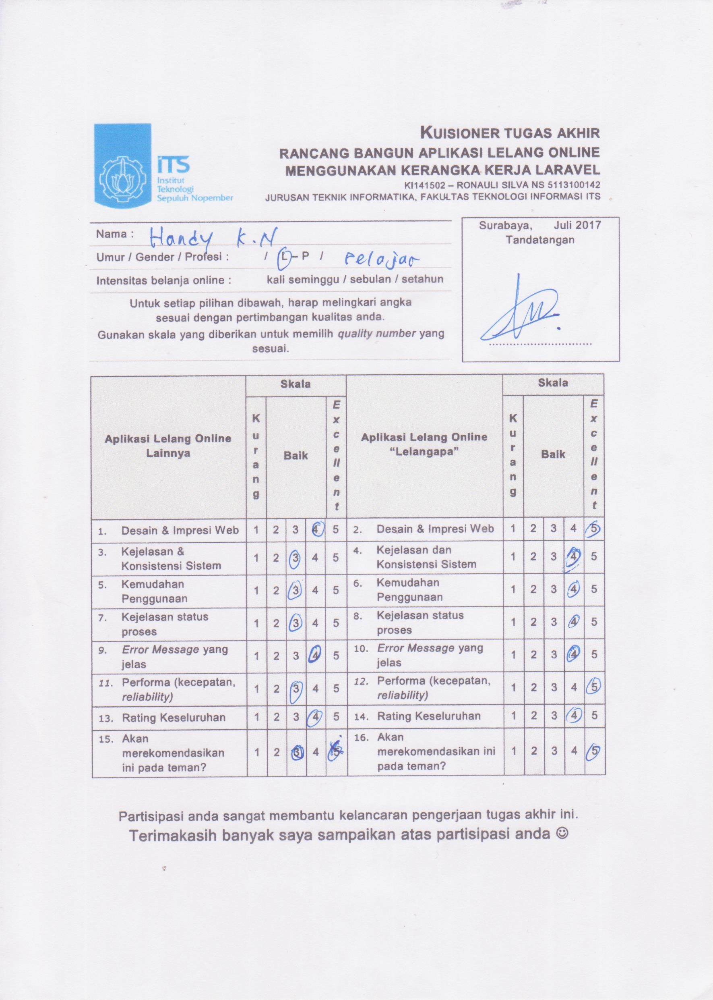 KUISIONER TUGAS AKHIR
RANCANG BANGUN APLIKASI LELANG ONLINE
MENGGUNAKAN KERANGKA KERJA LARAVEL
KI141502 – RONAULI SILVA NS 5113100142
JURUSAN TEKNIK INFORMATIKA, FAKULTAS TEKNOLOGI INFORMASI ITS
iTS
Institut
Teknologi
Sepuluh Nopember
Nama : Handy K.N
Umur / Gender / Profesi : / L – P / Pelajar
Intensitas belanja online : kali seminggu / sebulan / setahun
Untuk setiap pilihan dibawah, harap melingkari angka
sesuai dengan pertimbangan kualitas anda.
Gunakan skala yang diberikan untuk memilih quality number yang
sesuai.
Surabaya, Juli 2017
Tandatangan
Aplikasi Lelang Online
Lainnya
Skala
Kurang
Baik
Excellent
Aplikasi Lelang Online
“Lelangapa”
Skala
Kurang
Baik
Excellent
1. Desain & Impresi Web 1 2 3 4 5
2. Desain & Impresi Web 1 2 3 4 5
3. Kejelasan &
Konsistensi Sistem 1 2 3 4 5
4. Kejelasan dan
Konsistensi Sistem 1 2 3 4 5
5. Kemudahan
Penggunaan 1 2 3 4 5
6. Kemudahan
Penggunaan 1 2 3 4 5
7. Kejelasan status
proses 1 2 3 4 5
8. Kejelasan status
proses 1 2 3 4 5
9. Error Message yang
jelas 1 2 3 4 5
10. Error Message yang
jelas 1 2 3 4 5
11. Performa (kecepatan,
reliability) 1 2 3 4 5
12. Performa (kecepatan,
reliability) 1 2 3 4 5
13. Rating Keseluruhan 1 2 3 4 5
14. Rating Keseluruhan 1 2 3 4 5
15. Akan
merekomendasikan
ini pada teman? 1 2 3 4 5
16. Akan
merekomendasikan ini
pada teman? 1 2 3 4 5
Partisipasi anda sangat membantu kelancaran pengerjaan tugas akhir ini.
Terimakasih banyak saya sampaikan atas partisipasi anda ☺